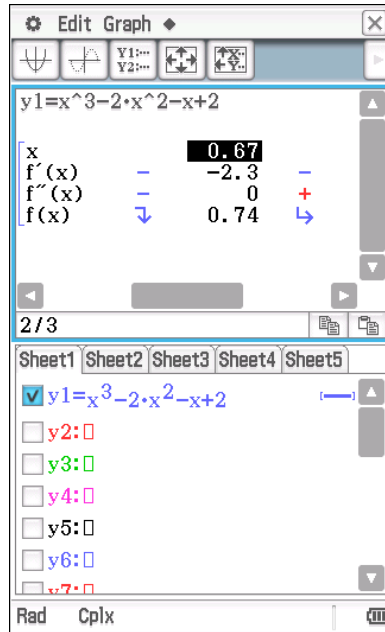 Edit Graph
Y1:···
Y2:···
X··
Y··
y1=x^3-2·x^2-x+2
x 0.67
f′(x) − -2.3 −
f″(x) − 0 +
f(x) 0.74
2/3
Sheet1 Sheet2 Sheet3 Sheet4 Sheet5
y1=x³-2·x²-x+2
y2:□
y3:□
y4:□
y5:□
y6:□
y7:□
Rad Cplx